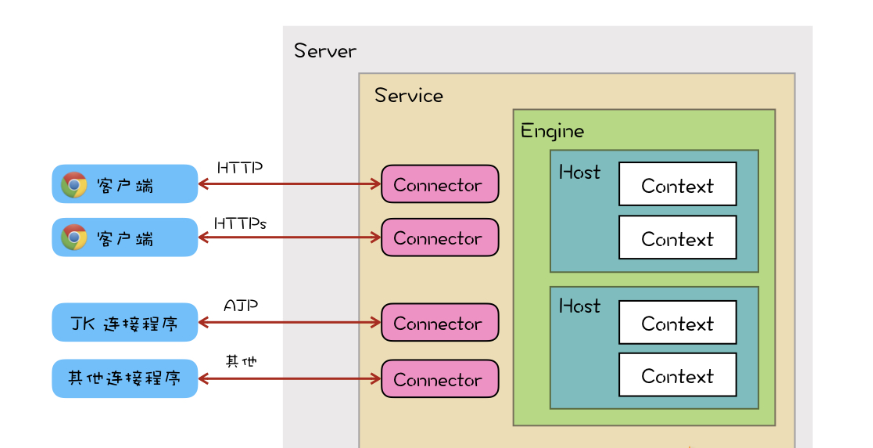 Server
Service
Engine
HTTP
客户端
Connector
Host
Context
HTTPs
客户端
Connector
Context
AJP
JK 连接程序
Connector
Host
Context
其他
其他连接程序
Connector
Context